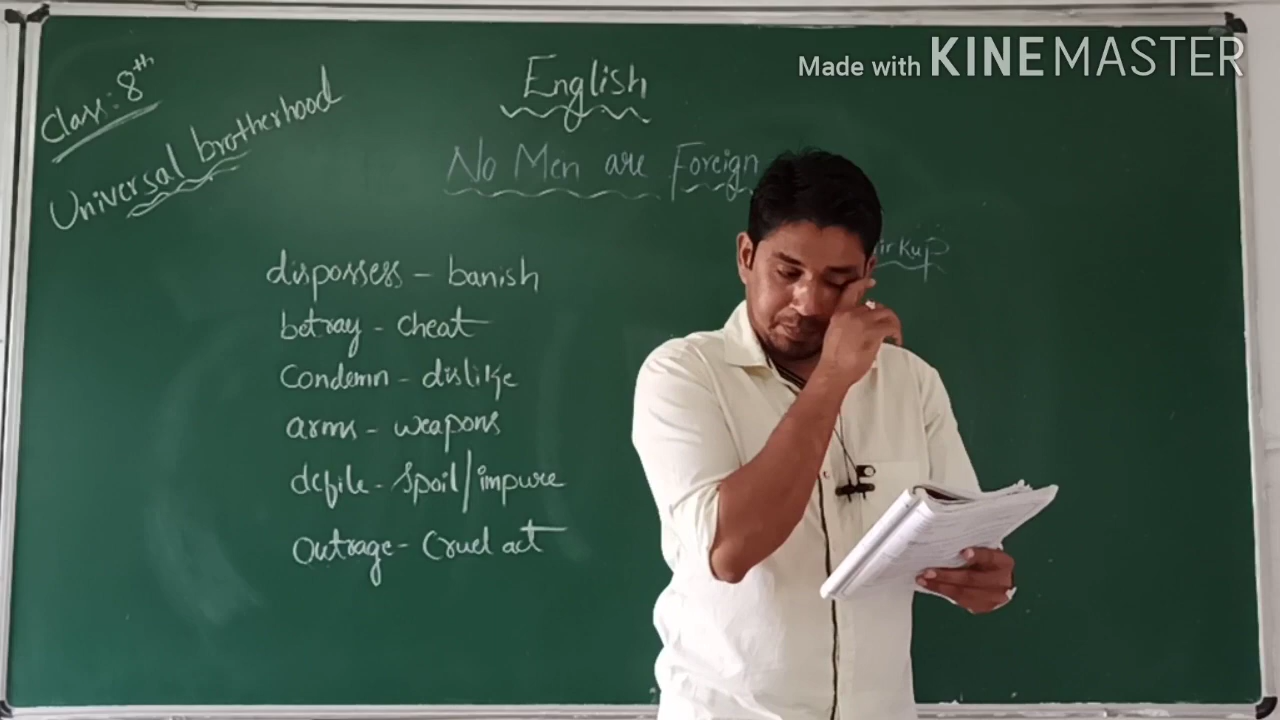 Made with KINEMASTER
Class: 8th
English
Universal brotherhood
No Men are Foreign
Kup
dispossess - banish
betray - cheat
Condemn - dislike
arms - weapons
defile - spoil/impure
Outrage - Cruel act